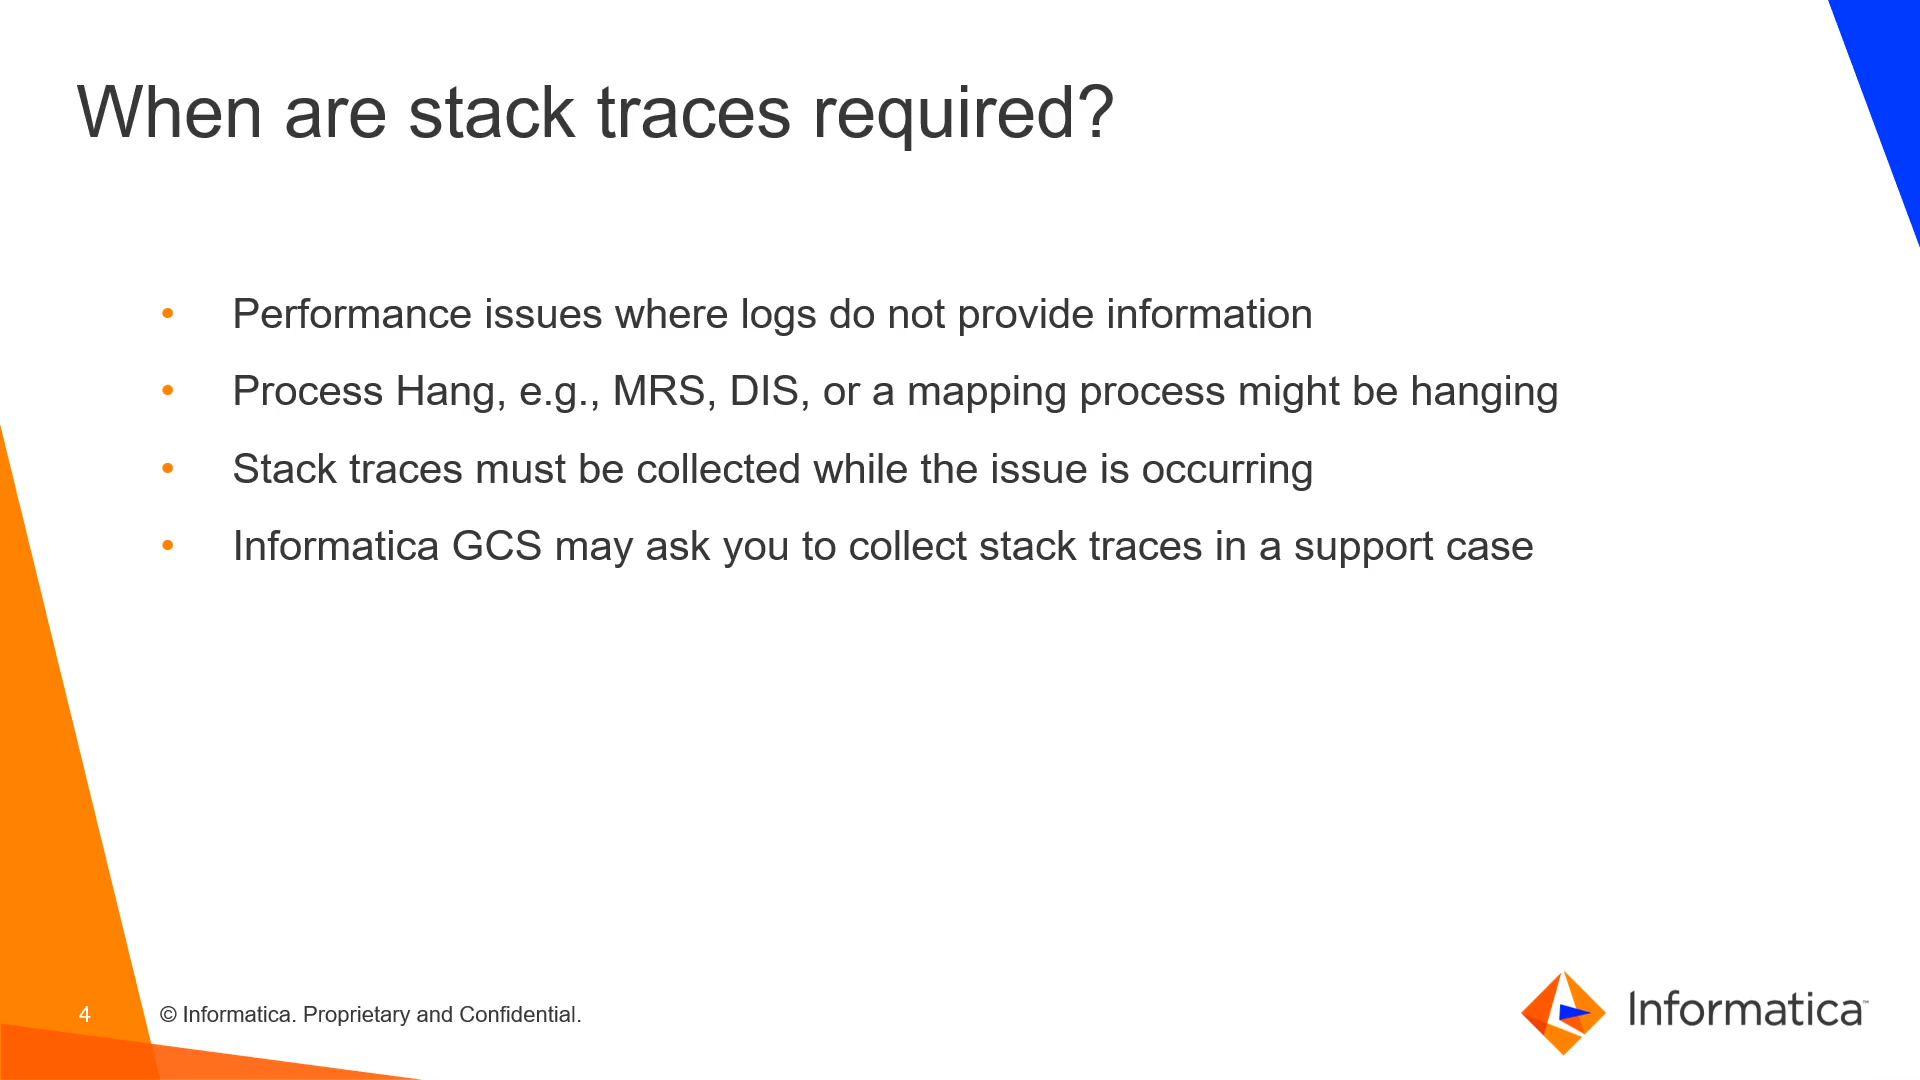 When are stack traces required?
• Performance issues where logs do not provide information
• Process Hang, e.g., MRS, DIS, or a mapping process might be hanging
• Stack traces must be collected while the issue is occurring
• Informatica GCS may ask you to collect stack traces in a support case
4 © Informatica. Proprietary and Confidential.
Informatica™